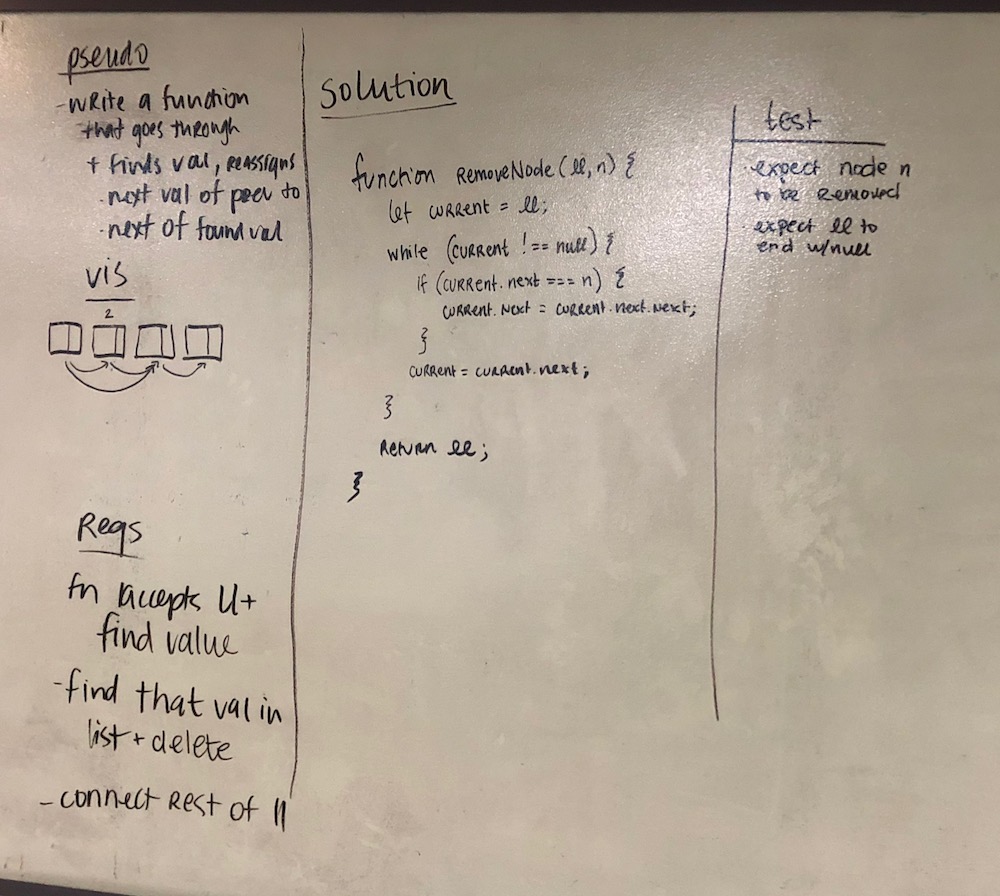 pseudo
-write a function
that goes through
+ finds val, reassigns
· next val of prev to
· next of found val
vis
2
Reqs
fn accepts ll +
find value
-find that val in
list + delete
- connect rest of ll
Solution
function RemoveNode(ll, n) {
let current = ll;
while (current !== null) {
if (current.next === n) {
current.next = current.next.next;
}
current = current.next;
}
return ll;
}
test
· expect node n
to be removed
· expect ll to
end w/null